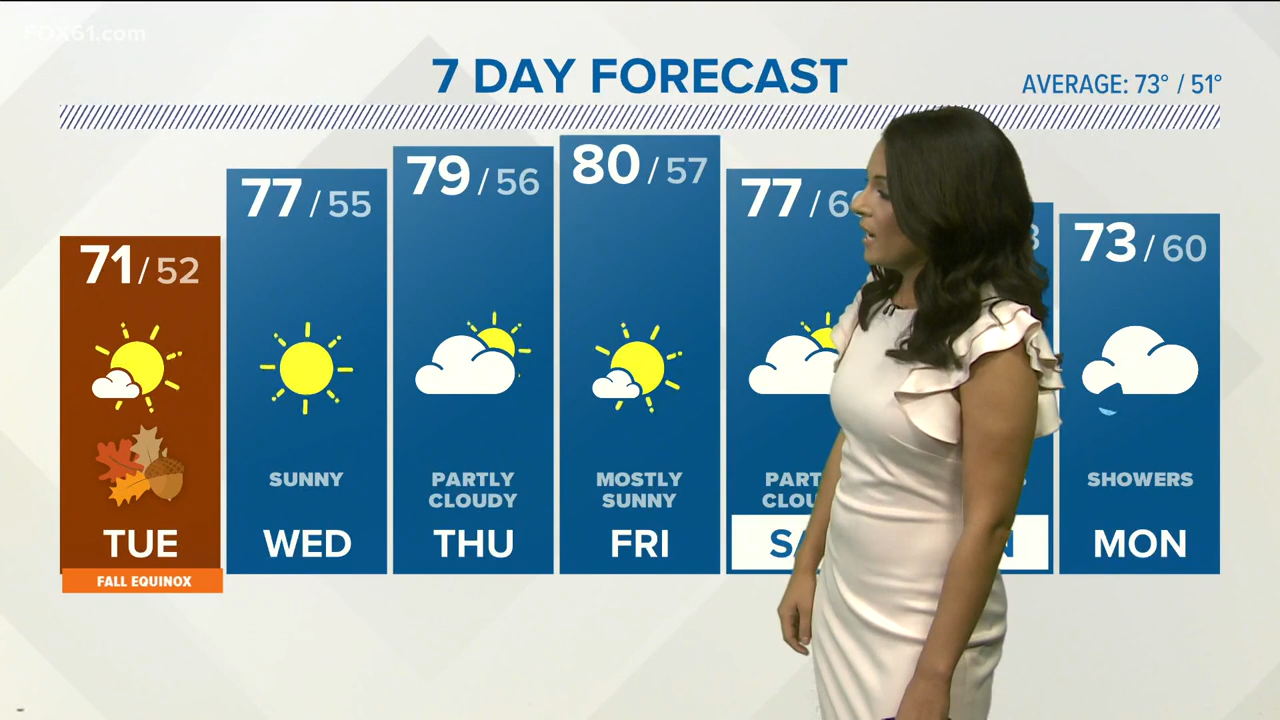 FOX61.com
7 DAY FORECAST
AVERAGE: 73° / 51°
71/52
77/55
79/56
80/57
77/6
73/60
SUNNY
PARTLY
CLOUDY
MOSTLY
SUNNY
SHOWERS
TUE
WED
THU
FRI
MON
FALL EQUINOX